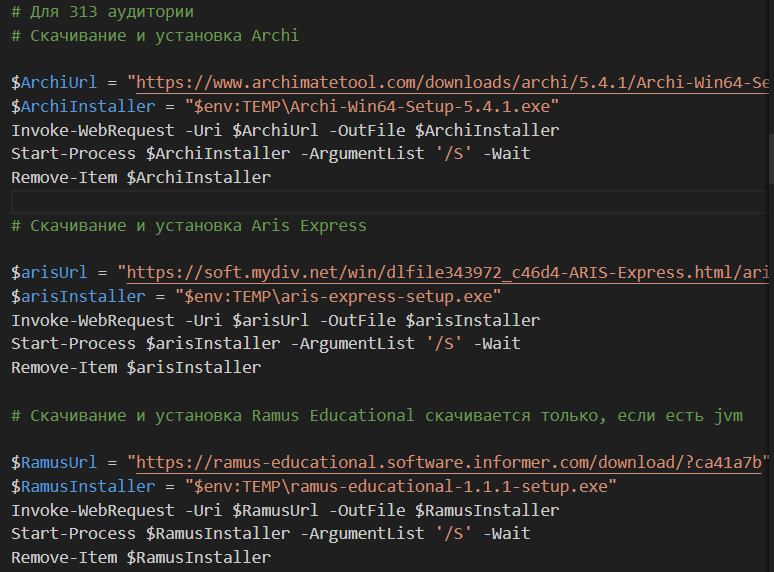 # Для 313 аудитории
# Скачивание и установка Archi
$ArchiUrl = "https://www.archimatetool.com/downloads/archi/5.4.1/Archi-Win64-Se
$ArchiInstaller = "$env:TEMP\Archi-Win64-Setup-5.4.1.exe"
Invoke-WebRequest -Uri $ArchiUrl -OutFile $ArchiInstaller
Start-Process $ArchiInstaller -ArgumentList '/S' -Wait
Remove-Item $ArchiInstaller
# Скачивание и установка Aris Express
$arisUrl = "https://soft.mydiv.net/win/dlfile343972_c46d4-ARIS-Express.html/ari
$arisInstaller = "$env:TEMP\aris-express-setup.exe"
Invoke-WebRequest -Uri $arisUrl -OutFile $arisInstaller
Start-Process $arisInstaller -ArgumentList '/S' -Wait
Remove-Item $arisInstaller
# Скачивание и установка Ramus Educational скачивается только, если есть jvm
$RamusUrl = "https://ramus-educational.software.informer.com/download/?ca41a7b"
$RamusInstaller = "$env:TEMP\ramus-educational-1.1.1-setup.exe"
Invoke-WebRequest -Uri $RamusUrl -OutFile $RamusInstaller
Start-Process $RamusInstaller -ArgumentList '/S' -Wait
Remove-Item $RamusInstaller